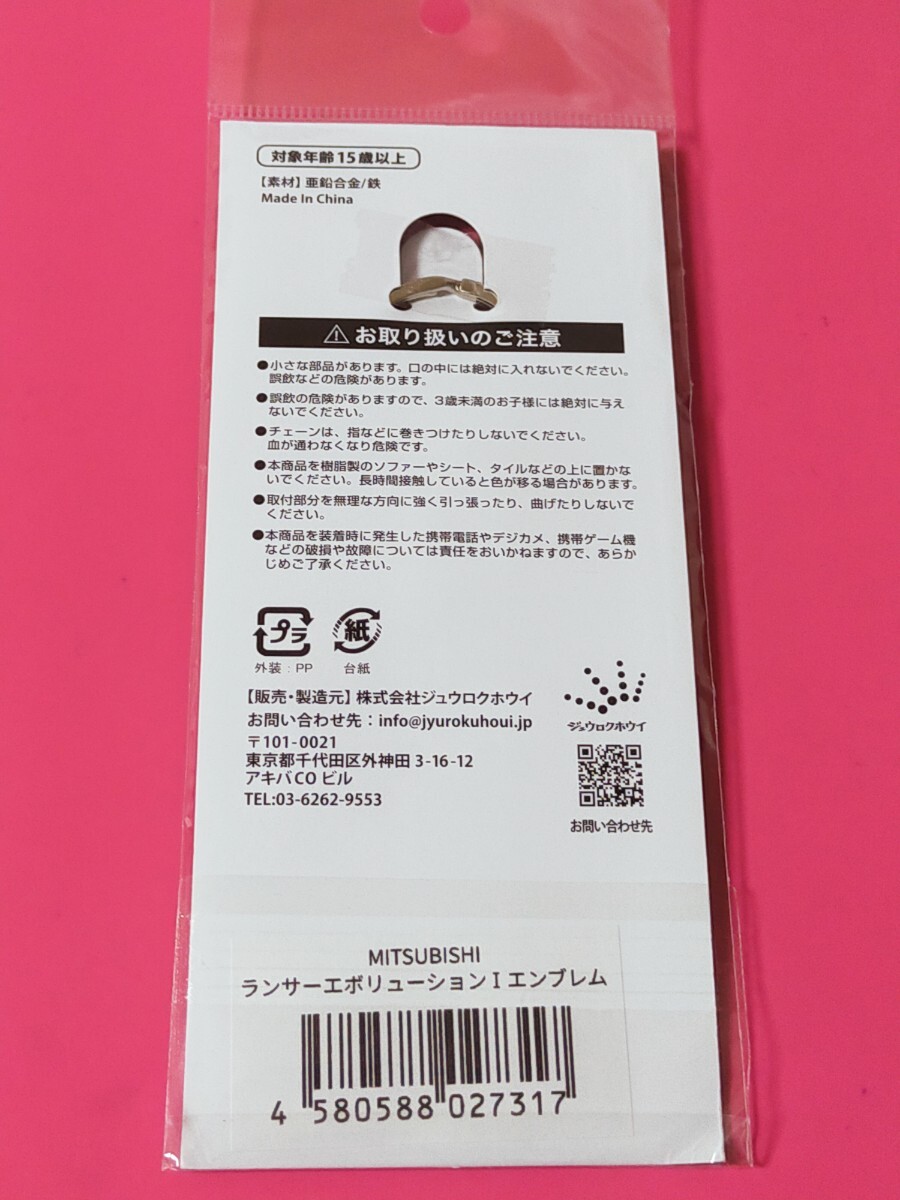 対象年齢15歳以上
【素材】亜鉛合金/鉄
Made In China
お取り扱いのご注意
●小さな部品があります。口の中には絶対に入れないでください。
誤飲などの危険があります。
●誤飲の危険がありますので、3歳未満のお子様には絶対に与え
ないでください。
●チェーンは、指などに巻きつけたりしないでください。
血が通わなくなり危険です。
●本商品を樹脂製のソファーやシート、タイルなどの上に置かな
いでください。長時間接触していると色が移る場合があります。
●取付部分を無理な方向に強く引っ張ったり、曲げたりしないで
ください。
●本商品を装着時に発生した携帯電話やデジカメ、携帯ゲーム機
などの破損や故障については責任をおいかねますので、あらか
じめご了承ください。
プラ 紙
外装:PP 台紙
【販売・製造元】株式会社ジュウロクホウイ
お問い合わせ先:info@jyurokuhoui.jp
〒101-0021
東京都千代田区外神田 3-16-12
アキバCO ビル
TEL:03-6262-9553
ジュウロクホウイ
お問い合わせ先
MITSUBISHI
ランサーエボリューションIエンブレム
4 580588 027317